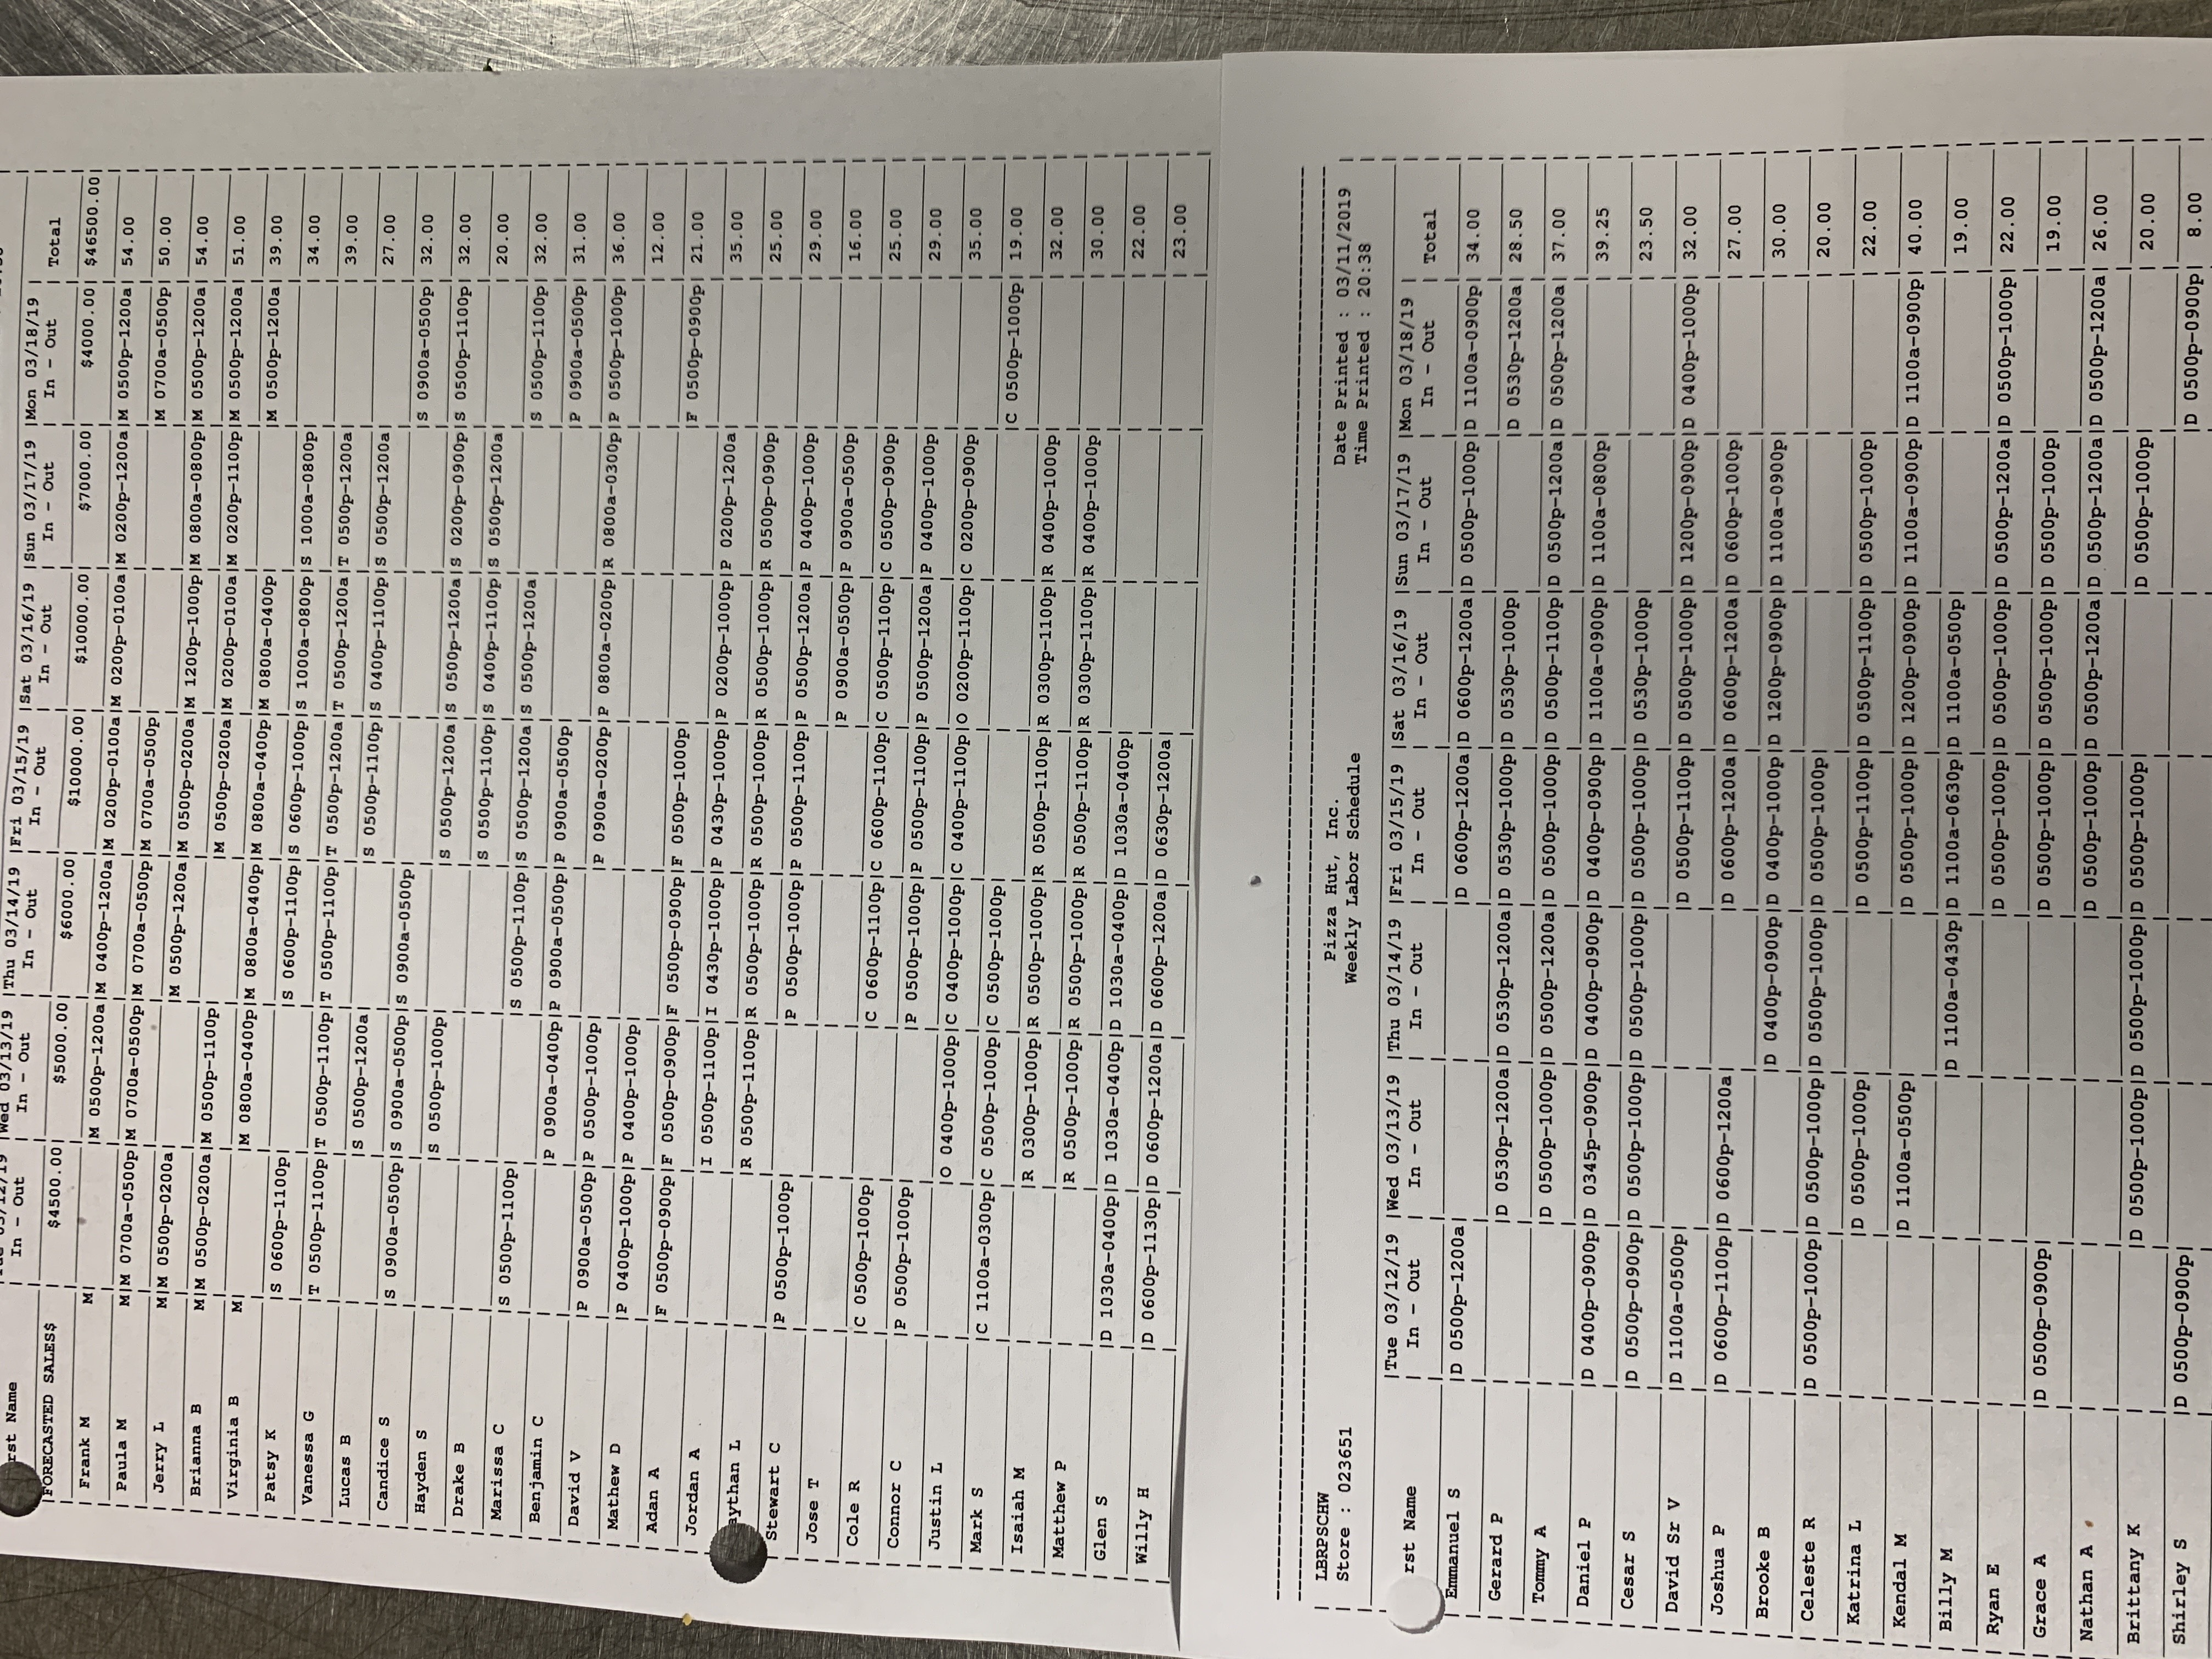 rst Name | Tue 03/12/19 |Wed 03/13/19 |Thu 03/14/19 |Fri 03/15/19 |Sat 03/16/19 |Sun 03/17/19 |Mon 03/18/19 |
In - Out | In - Out | In - Out | In - Out | In - Out | In - Out | In - Out | Total
FORECASTED SALES$ | $4500.00| $5000.00| $6000.00| $10000.00| $10000.00| $7000.00| $4000.00| $46500.00|
Frank M M| |M 0500p-1200a|M 0400p-1200a|M 0200p-0100a|M 0200p-0100a|M 0200p-1200a|M 0500p-1200a| 54.00
Paula M M|M 0700a-0500p|M 0700a-0500p|M 0700a-0500p|M 0700a-0500p| | |M 0700a-0500p| 50.00
Jerry L M|M 0500p-0200a| |M 0500p-1200a|M 0500p-0200a|M 1200p-1000p|M 0800a-0800p|M 0500p-1200a| 54.00
Brianna B M|M 0500p-0200a|M 0500p-1100p| |M 0500p-0200a|M 0200p-0100a|M 0200p-1100p|M 0500p-1200a| 51.00
Virginia B M| |M 0800a-0400p|M 0800a-0400p|M 0800a-0400p|M 0800a-0400p| |M 0500p-1200a| 39.00
Patsy K |S 0600p-1100p| |S 0600p-1100p|S 0600p-1000p|S 1000a-0800p|S 1000a-0800p| | 34.00
Vanessa G |T 0500p-1100p|T 0500p-1100p|T 0500p-1100p|T 0500p-1200a|T 0500p-1200a|T 0500p-1200a| | 39.00
Lucas B | |S 0500p-1200a| |S 0500p-1100p|S 0400p-1100p|S 0500p-1200a| | 27.00
Candice S |S 0900a-0500p|S 0900a-0500p|S 0900a-0500p| | | |S 0900a-0500p| 32.00
Hayden S | |S 0500p-1000p| |S 0500p-1200a|S 0500p-1200a|S 0200p-0900p|S 0500p-1100p| 32.00
Drake B | | | |S 0500p-1100p|S 0400p-1100p|S 0500p-1200a| | 20.00
Marissa C |S 0500p-1100p| |S 0500p-1100p|S 0500p-1200a|S 0500p-1200a| |S 0500p-1100p| 32.00
Benjamin C | |P 0900a-0400p|P 0900a-0500p|P 0900a-0500p| | |P 0900a-0500p| 31.00
David V |P 0900a-0500p|P 0500p-1000p| |P 0900a-0200p|P 0800a-0200p|R 0800a-0300p|P 0500p-1000p| 36.00
Mathew D |P 0400p-1000p|P 0400p-1000p| | | | | | 12.00
Adan A |F 0500p-0900p|F 0500p-0900p|F 0500p-0900p|F 0500p-1000p| | |F 0500p-0900p| 21.00
Jordan A | |I 0500p-1100p|I 0430p-1000p|P 0430p-1000p|P 0200p-1000p|P 0200p-1200a| | 35.00
aythan L | |R 0500p-1100p|R 0500p-1000p|R 0500p-1000p|R 0500p-1000p|R 0500p-0900p| | 25.00
Stewart C |P 0500p-1000p| |P 0500p-1000p|P 0500p-1100p|P 0500p-1200a|P 0400p-1000p| | 29.00
Jose T | | | | |P 0900a-0500p|P 0900a-0500p| | 16.00
Cole R |C 0500p-1000p| |C 0600p-1100p|C 0600p-1100p|C 0500p-1100p|C 0500p-0900p| | 25.00
Connor C |P 0500p-1000p| |P 0500p-1000p|P 0500p-1100p|P 0500p-1200a|P 0400p-1000p| | 29.00
Justin L | |O 0400p-1000p|C 0400p-1000p|C 0400p-1100p|O 0200p-1100p|C 0200p-0900p| | 35.00
Mark S |C 1100a-0300p|C 0500p-1000p|C 0500p-1000p| | | |C 0500p-1000p| 19.00
Isaiah M | |R 0300p-1000p|R 0500p-1000p|R 0500p-1100p|R 0300p-1100p|R 0400p-1000p| | 32.00
Matthew P | |R 0500p-1000p|R 0500p-1000p|R 0500p-1100p|R 0300p-1100p|R 0400p-1000p| | 30.00
Glen S |D 1030a-0400p|D 1030a-0400p|D 1030a-0400p|D 1030a-0400p| | | | 22.00
Willy H |D 0600p-1130p|D 0600p-1200a|D 0600p-1200a|D 0630p-1200a| | | | 23.00
LBRPSCHW Pizza Hut, Inc. Date Printed : 03/11/2019
Store : 023651 Weekly Labor Schedule Time Printed : 20:38
|Tue 03/12/19 |Wed 03/13/19 |Thu 03/14/19 |Fri 03/15/19 |Sat 03/16/19 |Sun 03/17/19 |Mon 03/18/19 |
rst Name | In - Out | In - Out | In - Out | In - Out | In - Out | In - Out | In - Out | Total
Emmanuel S |D 0500p-1200a| | |D 0600p-1200a|D 0600p-1200a|D 0500p-1000p|D 1100a-0900p| 34.00
Gerard P | |D 0530p-1200a|D 0530p-1200a|D 0530p-1000p|D 0530p-1000p| |D 0530p-1200a| 28.50
Tommy A | |D 0500p-1000p|D 0500p-1200a|D 0500p-1000p|D 0500p-1100p|D 0500p-1200a|D 0500p-1200a| 37.00
Daniel P |D 0400p-0900p|D 0345p-0900p|D 0400p-0900p|D 0400p-0900p|D 1100a-0900p|D 1100a-0800p| | 39.25
Cesar S |D 0500p-0900p|D 0500p-1000p|D 0500p-1000p|D 0500p-1000p|D 0530p-1000p| | | 23.50
David Sr V |D 1100a-0500p| | |D 0500p-1100p|D 0500p-1000p|D 1200p-0900p|D 0400p-1000p| 32.00
Joshua P |D 0600p-1100p|D 0600p-1200a| |D 0600p-1200a|D 0600p-1200a|D 0600p-1000p| | 27.00
Brooke B | | |D 0400p-0900p|D 0400p-1000p|D 1200p-0900p|D 1100a-0900p| | 30.00
Celeste R |D 0500p-1000p|D 0500p-1000p|D 0500p-1000p|D 0500p-1000p| | | | 20.00
Katrina L | |D 0500p-1000p| |D 0500p-1100p|D 0500p-1100p|D 0500p-1000p| | 22.00
Kendal M | |D 1100a-0500p| |D 0500p-1000p|D 1200p-0900p|D 1100a-0900p|D 1100a-0900p| 40.00
Billy M | | |D 1100a-0430p|D 1100a-0630p|D 1100a-0500p| | | 19.00
Ryan E | | | |D 0500p-1000p|D 0500p-1000p|D 0500p-1200a|D 0500p-1000p| 22.00
Grace A |D 0500p-0900p| | |D 0500p-1000p|D 0500p-1000p|D 0500p-1000p| | 19.00
Nathan A | | | |D 0500p-1000p|D 0500p-1200a|D 0500p-1200a|D 0500p-1200a| 26.00
Brittany K | |D 0500p-1000p|D 0500p-1000p|D 0500p-1000p| |D 0500p-1000p| | 20.00
Shirley S |D 0500p-0900p| | | | | |D 0500p-0900p| 8.00